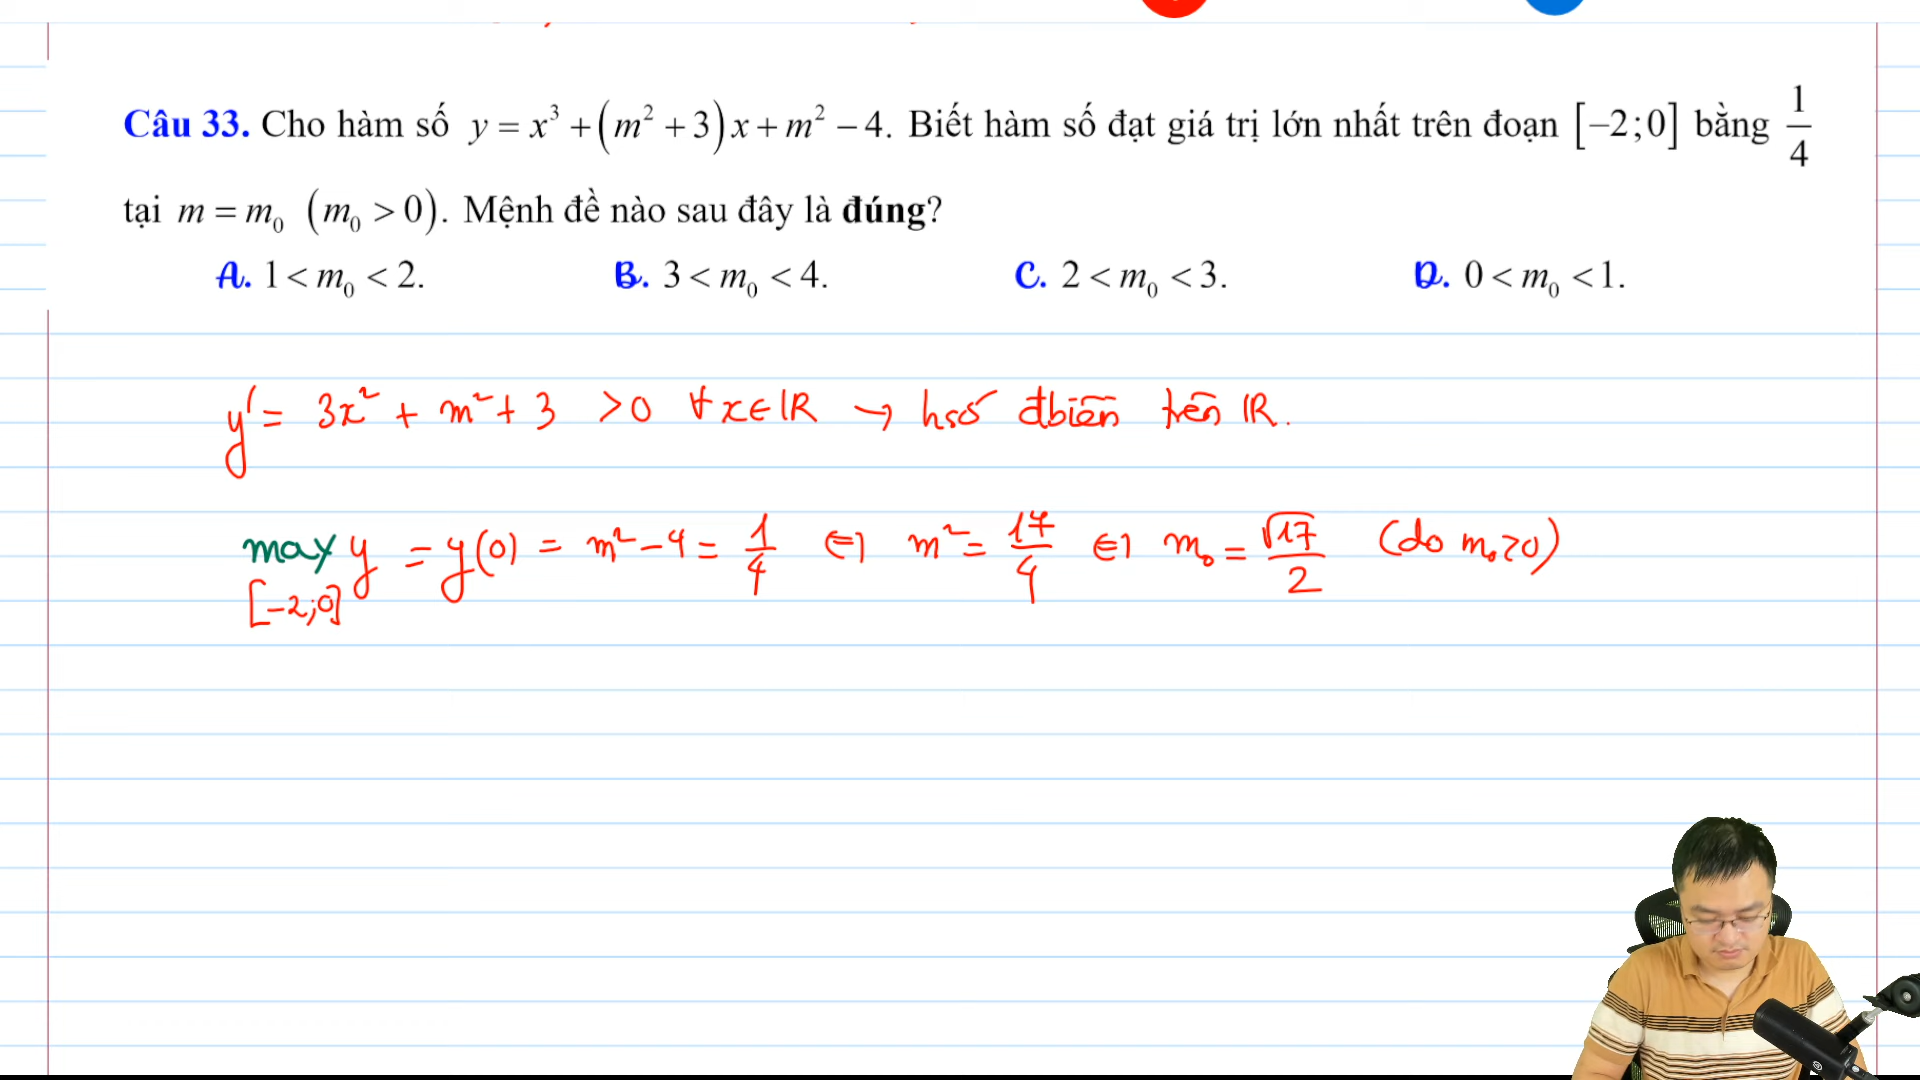 Câu 33. Cho hàm số y = x³ + (m² + 3)x + m² − 4. Biết hàm số đạt giá trị lớn nhất trên đoạn [−2;0] bằng 1/4
tại m = m₀ (m₀ > 0). Mệnh đề nào sau đây là đúng?
A. 1 < m₀ < 2. B. 3 < m₀ < 4. C. 2 < m₀ < 3. D. 0 < m₀ < 1.
y' = 3x² + m² + 3 > 0 ∀x∈ℝ → hsố đbiến trên ℝ.
max y = y(0) = m² − 4 = 1/4 ⇔ m² = 17/4 ⇔ m₀ = √17/2 (do m₀>0)
[−2;0]